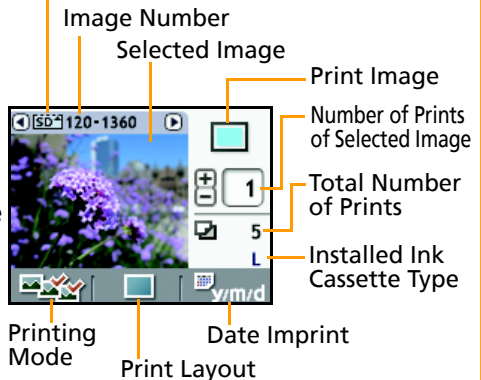 Image Number
Selected Image
Print Image
SD 120-1360
Number of Prints
of Selected Image
1
Total Number
of Prints
5
L
Installed Ink
Cassette Type
y/m/d
Printing
Mode
Date Imprint
Print Layout